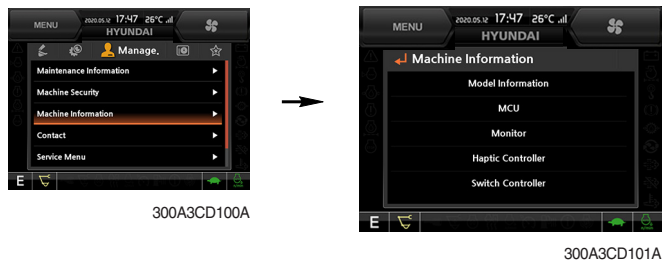 MENU
2020.05.12 17:47 26°C
HYUNDAI
Manage.
Maintenance Information
Machine Security
Machine Information
Contact
Service Menu
E
300A3CD100A
MENU
2020.05.12 17:47 26°C
HYUNDAI
Machine Information
Model Information
MCU
Monitor
Haptic Controller
Switch Controller
E
300A3CD101A